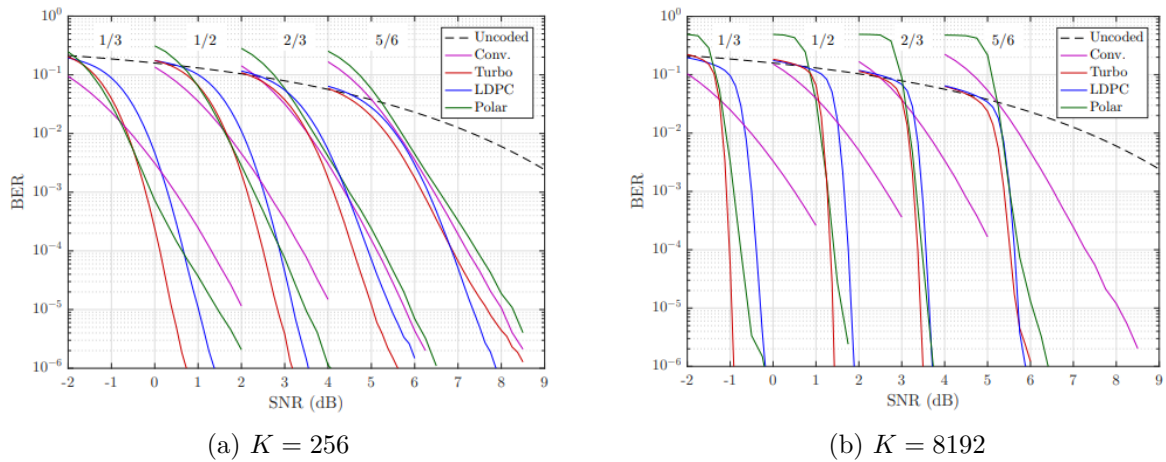 1/3 1/2 2/3 5/6
Uncoded
Conv.
Turbo
LDPC
Polar
10^0
10^-1
10^-2
10^-3
10^-4
10^-5
10^-6
BER
-2 -1 0 1 2 3 4 5 6 7 8 9
SNR (dB)
(a) K = 256
1/3 1/2 2/3 5/6
Uncoded
Conv.
Turbo
LDPC
Polar
10^0
10^-1
10^-2
10^-3
10^-4
10^-5
10^-6
BER
-2 -1 0 1 2 3 4 5 6 7 8 9
SNR (dB)
(b) K = 8192